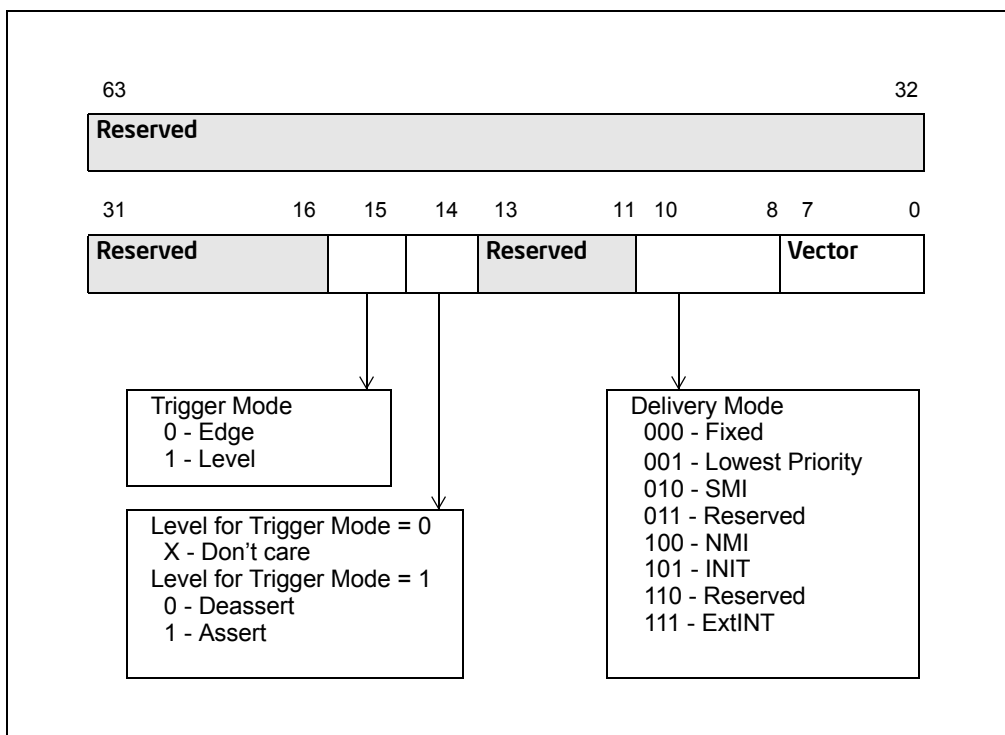 63 32
Reserved
31 16 15 14 13 11 10 8 7 0
Reserved Reserved Vector
Trigger Mode
0 - Edge
1 - Level
Level for Trigger Mode = 0
X - Don't care
Level for Trigger Mode = 1
0 - Deassert
1 - Assert
Delivery Mode
000 - Fixed
001 - Lowest Priority
010 - SMI
011 - Reserved
100 - NMI
101 - INIT
110 - Reserved
111 - ExtINT